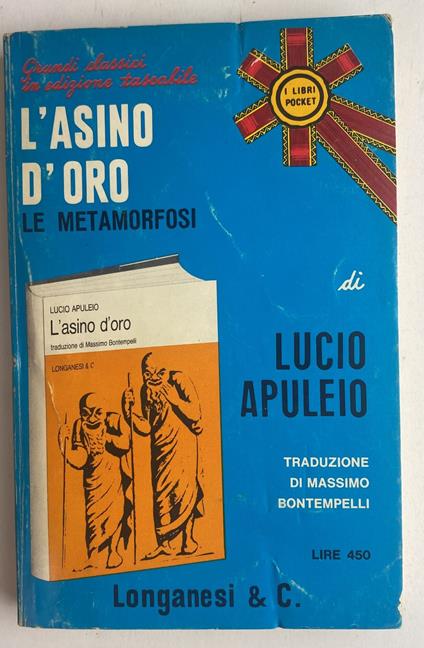 Grandi classici
in edizione tascabile
I LIBRI
POCKET
L'ASINO
D'ORO
LE METAMORFOSI
di
LUCIO
APULEIO
LUCIO APULEIO
L'asino d'oro
traduzione di Massimo Bontempelli
LONGANESI & C
TRADUZIONE
DI MASSIMO
BONTEMPELLI
LIRE 450
Longanesi & C.